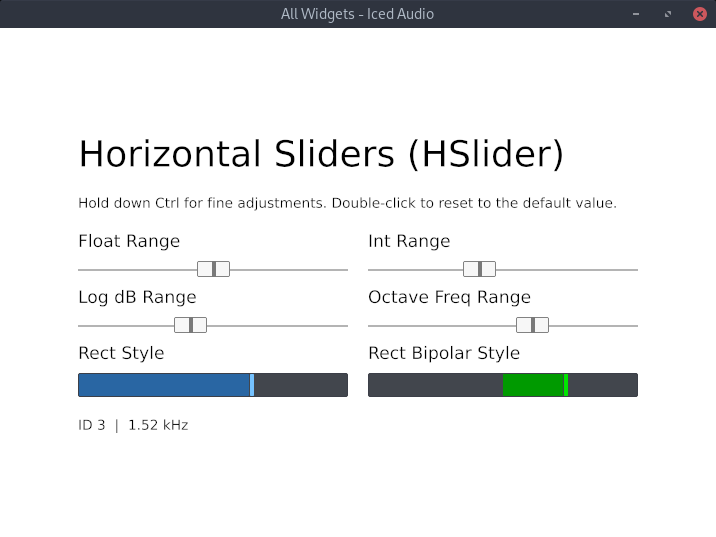 All Widgets - Iced Audio
Horizontal Sliders (HSlider)
Hold down Ctrl for fine adjustments. Double-click to reset to the default value.
Float Range
Int Range
Log dB Range
Octave Freq Range
Rect Style
Rect Bipolar Style
ID 3 | 1.52 kHz